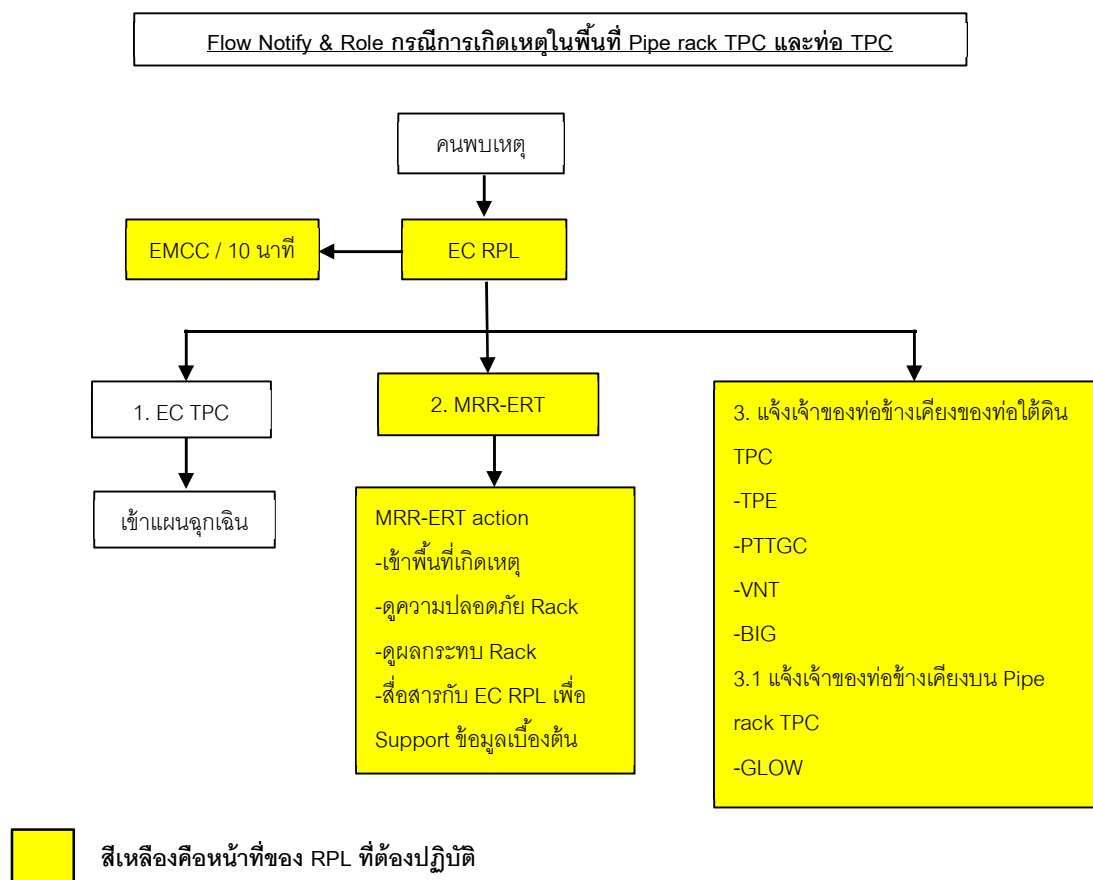 Flow Notify & Role กรณีการเกิดเหตุในพื้นที่ Pipe rack TPC และท่อ TPC
คนพบเหตุ
EMCC / 10 นาที
EC RPL
1. EC TPC
เข้าแผนฉุกเฉิน
2. MRR-ERT
MRR-ERT action
-เข้าพื้นที่เกิดเหตุ
-ดูความปลอดภัย Rack
-ดูผลกระทบ Rack
-สื่อสารกับ EC RPL เพื่อ
Support ข้อมูลเบื้องต้น
3. แจ้งเจ้าของท่อข้างเคียงของท่อใต้ดิน
TPC
-TPE
-PTTGC
-VNT
-BIG
3.1 แจ้งเจ้าของท่อข้างเคียงบน Pipe
rack TPC
-GLOW
สีเหลืองคือหน้าที่ของ RPL ที่ต้องปฏิบัติ